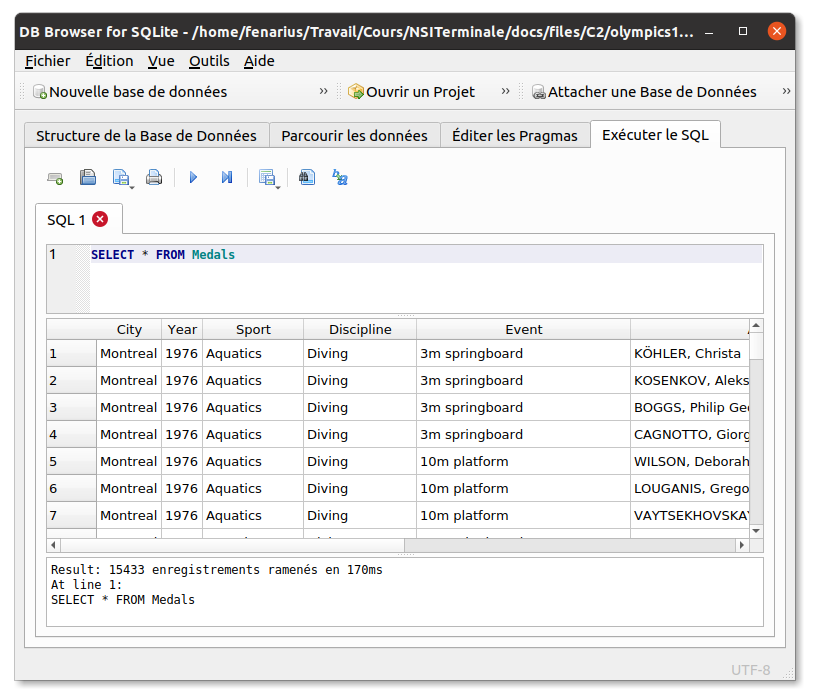 DB Browser for SQLite - /home/fenarius/Travail/Cours/NSITerminale/docs/files/C2/olympics1...
Fichier Édition Vue Outils Aide
Nouvelle base de données » Ouvrir un Projet » Attacher une Base de Données »
Structure de la Base de Données Parcourir les données Éditer les Pragmas Exécuter le SQL
SQL 1
1 SELECT * FROM Medals
City Year Sport Discipline Event
1 Montreal 1976 Aquatics Diving 3m springboard KÖHLER, Christa
2 Montreal 1976 Aquatics Diving 3m springboard KOSENKOV, Aleks
3 Montreal 1976 Aquatics Diving 3m springboard BOGGS, Philip Geo
4 Montreal 1976 Aquatics Diving 3m springboard CAGNOTTO, Giorg
5 Montreal 1976 Aquatics Diving 10m platform WILSON, Deborah
6 Montreal 1976 Aquatics Diving 10m platform LOUGANIS, Grego
7 Montreal 1976 Aquatics Diving 10m platform VAYTSEKHOVSKAY
Result: 15433 enregistrements ramenés en 170ms
At line 1:
SELECT * FROM Medals
UTF-8